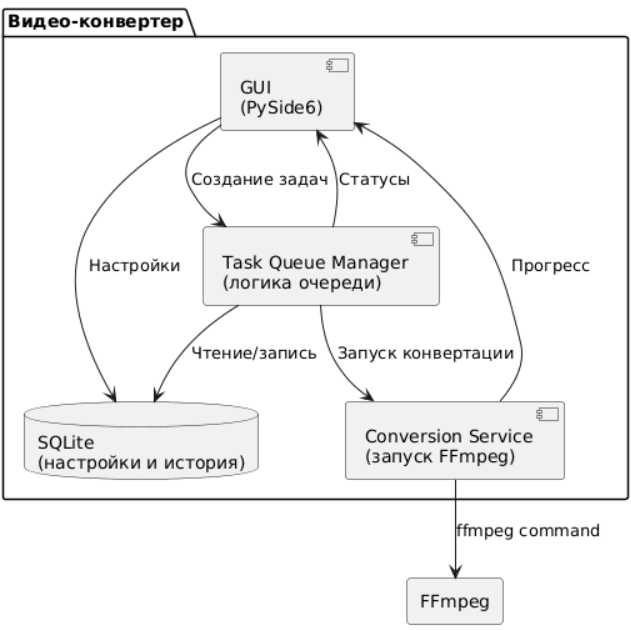 Видео-конвертер
GUI
(PySide6)
Создание задач
Статусы
Настройки
Прогресс
Task Queue Manager
(логика очереди)
Чтение/запись
Запуск конвертации
SQLite
(настройки и история)
Conversion Service
(запуск FFmpeg)
ffmpeg command
FFmpeg